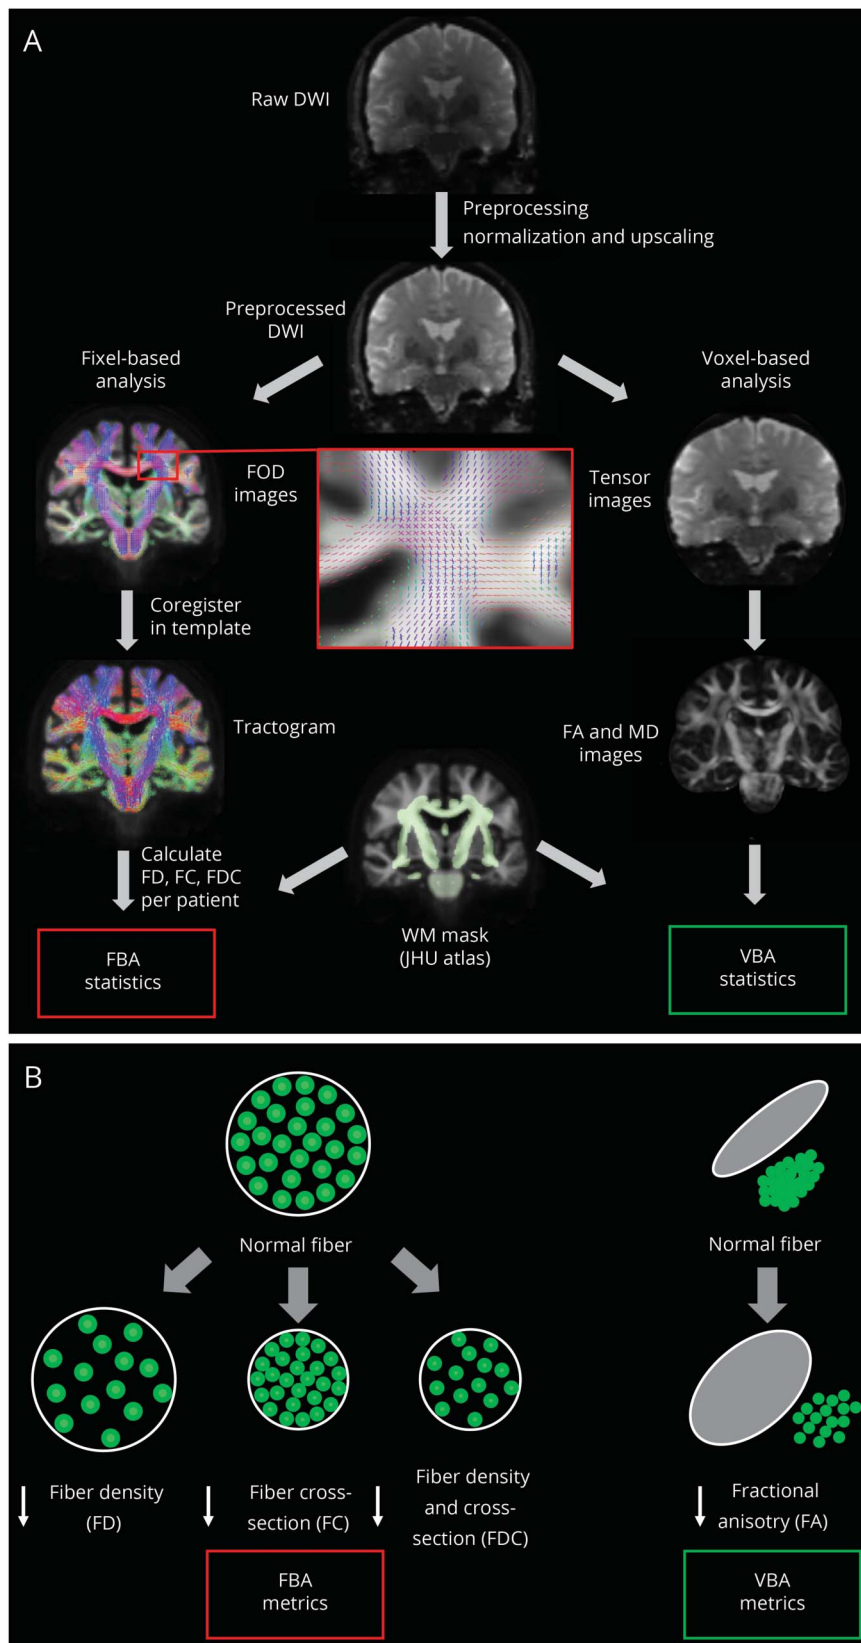 A
Raw DWI
Preprocessing
normalization and upscaling
Preprocessed
DWI
Fixel-based
analysis
Voxel-based
analysis
FOD
images
Tensor
images
Coregister
in template
Tractogram
FA and MD
images
Calculate
FD, FC, FDC
per patient
WM mask
(JHU atlas)
FBA
statistics
VBA
statistics
B
Normal fiber
Normal fiber
Fiber density
(FD)
Fiber cross-
section (FC)
Fiber density
and cross-
section (FDC)
Fractional
anisotry (FA)
FBA
metrics
VBA
metrics